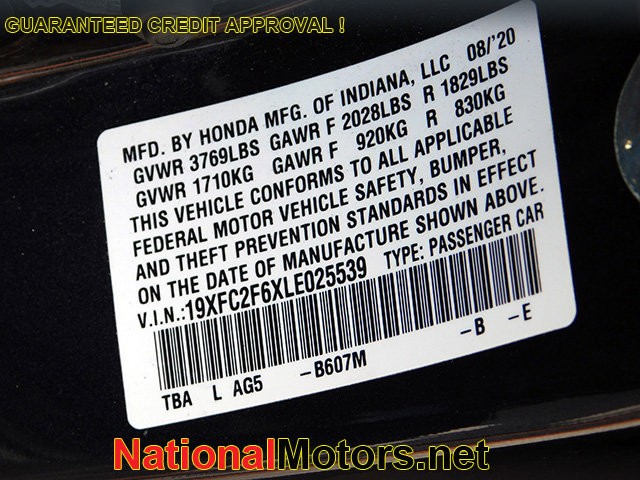 GUARANTEED CREDIT APPROVAL !
MFD. BY HONDA MFG. OF INDIANA, LLC 08/'20
GVWR 3769LBS GAWR F 2028LBS R 1829LBS
GVWR 1710KG GAWR F 920KG R 830KG
THIS VEHICLE CONFORMS TO ALL APPLICABLE
FEDERAL MOTOR VEHICLE SAFETY, BUMPER,
AND THEFT PREVENTION STANDARDS IN EFFECT
ON THE DATE OF MANUFACTURE SHOWN ABOVE.
V.I.N.:19XFC2F6XLE025539 TYPE: PASSENGER CAR
TBA L AG5 -B607M -B -E
NationalMotors.net